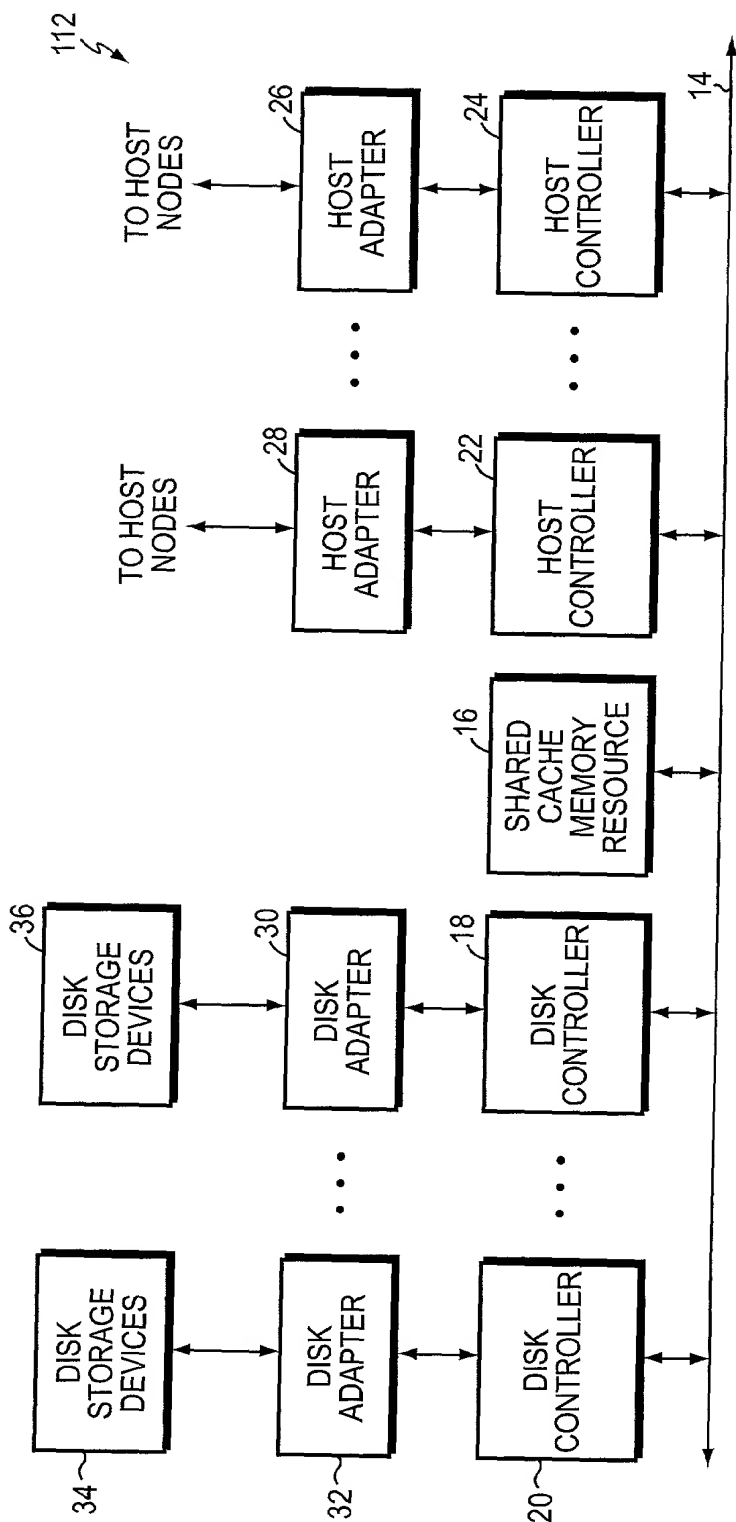 112
TO HOST
NODES
TO HOST
NODES
36
34
DISK
STORAGE
DEVICES
DISK
STORAGE
DEVICES
26
28
30
32
HOST
ADAPTER
HOST
ADAPTER
DISK
ADAPTER
DISK
ADAPTER
24
22
16
18
20
HOST
CONTROLLER
HOST
CONTROLLER
SHARED
CACHE
MEMORY
RESOURCE
DISK
CONTROLLER
DISK
CONTROLLER
14